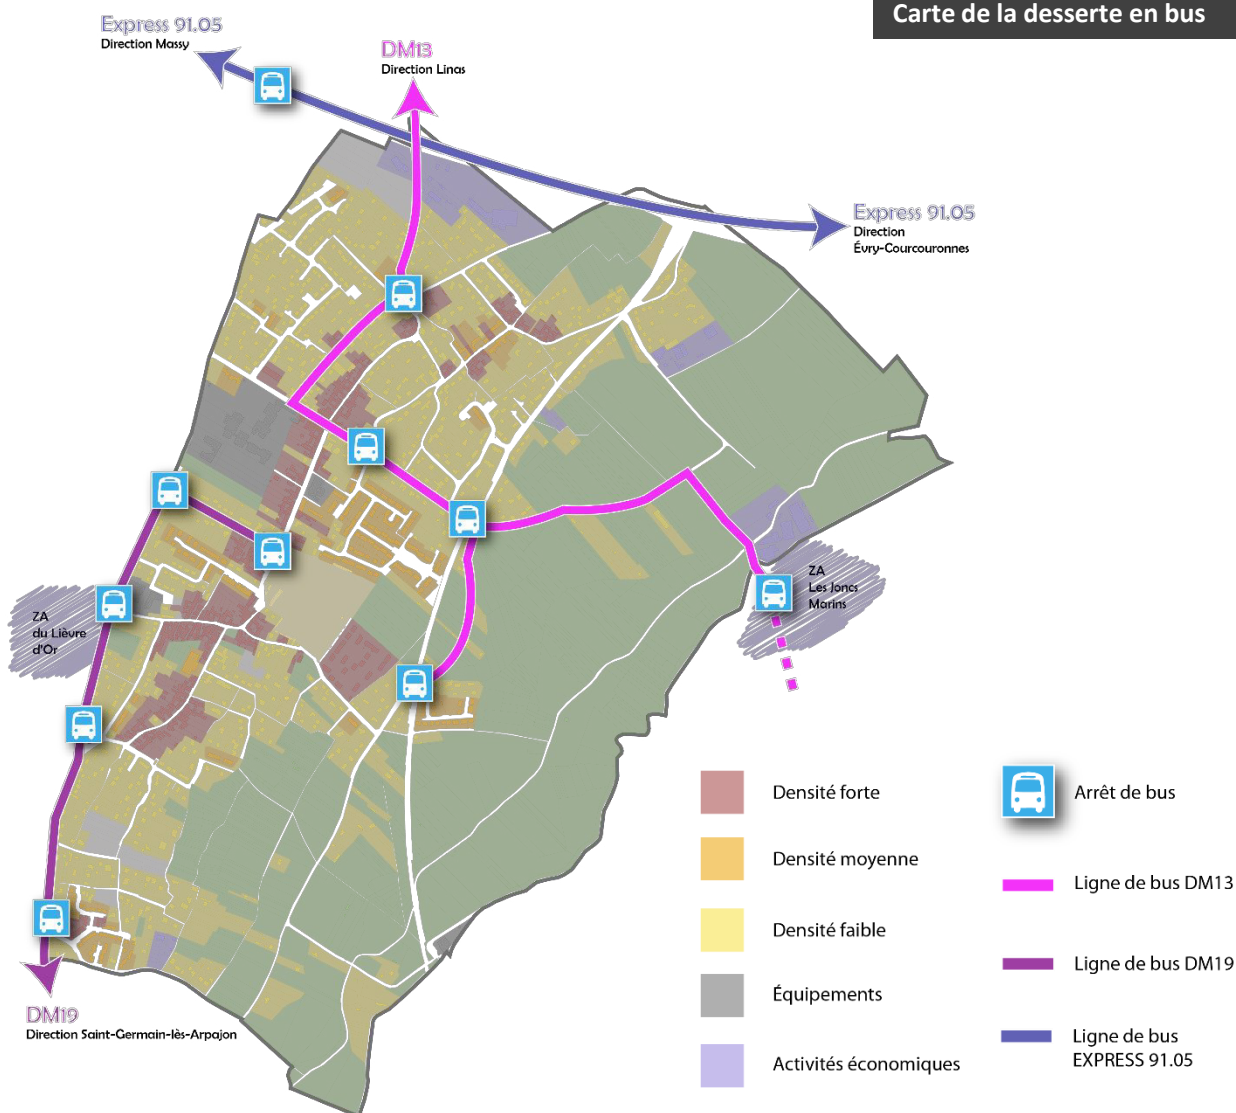 Carte de la desserte en bus
Express 91.05
Direction Massy
DM13
Direction Linas
Express 91.05
Direction
Évry-Courcouronnes
ZA
Les Joncs
Marins
ZA
du Lièvre
d'Or
DM19
Direction Saint-Germain-lès-Arpajon
Densité forte
Densité moyenne
Densité faible
Équipements
Activités économiques
Arrêt de bus
Ligne de bus DM13
Ligne de bus DM19
Ligne de bus
EXPRESS 91.05